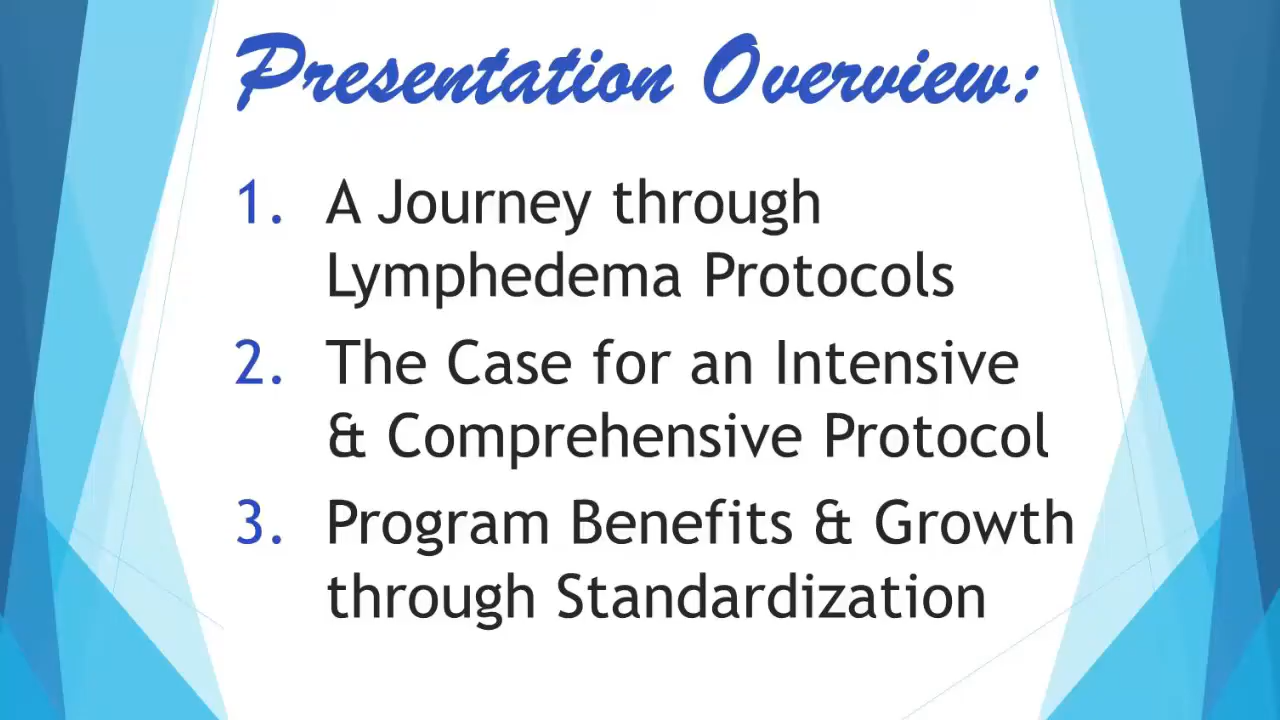 Presentation Overview:
1. A Journey through
Lymphedema Protocols
2. The Case for an Intensive
& Comprehensive Protocol
3. Program Benefits & Growth
through Standardization